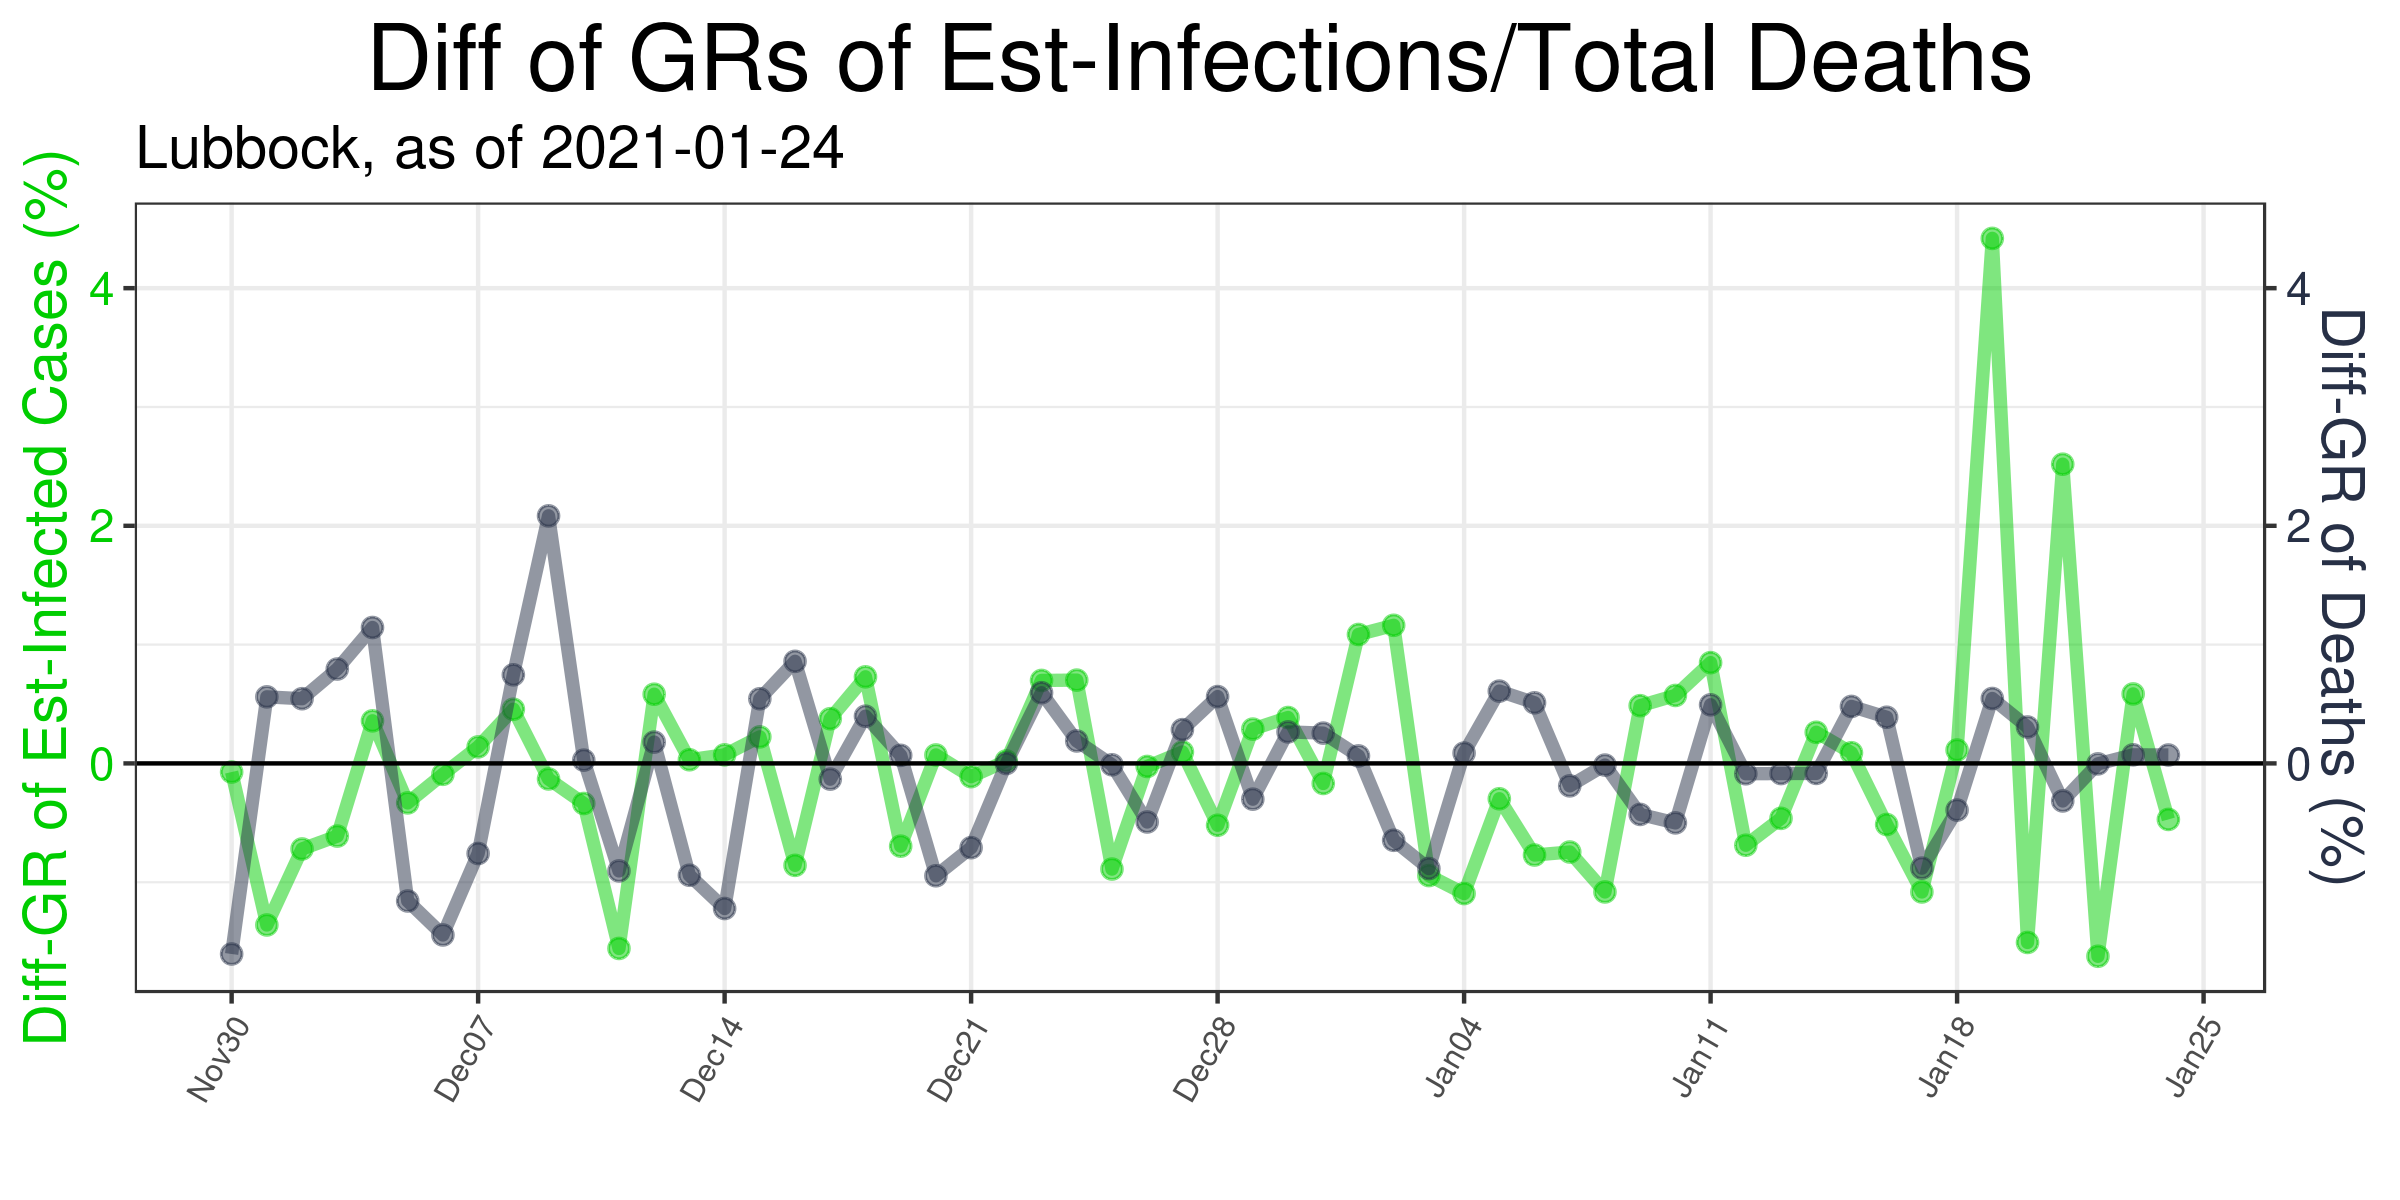 Diff of GRs of Est-Infections/Total Deaths
Lubbock, as of 2021-01-24
Diff-GR of Est-Infected Cases (%)
4
2
0
4
2
0
Diff-GR of Deaths (%)
Nov30
Dec07
Dec14
Dec21
Dec28
Jan04
Jan11
Jan18
Jan25